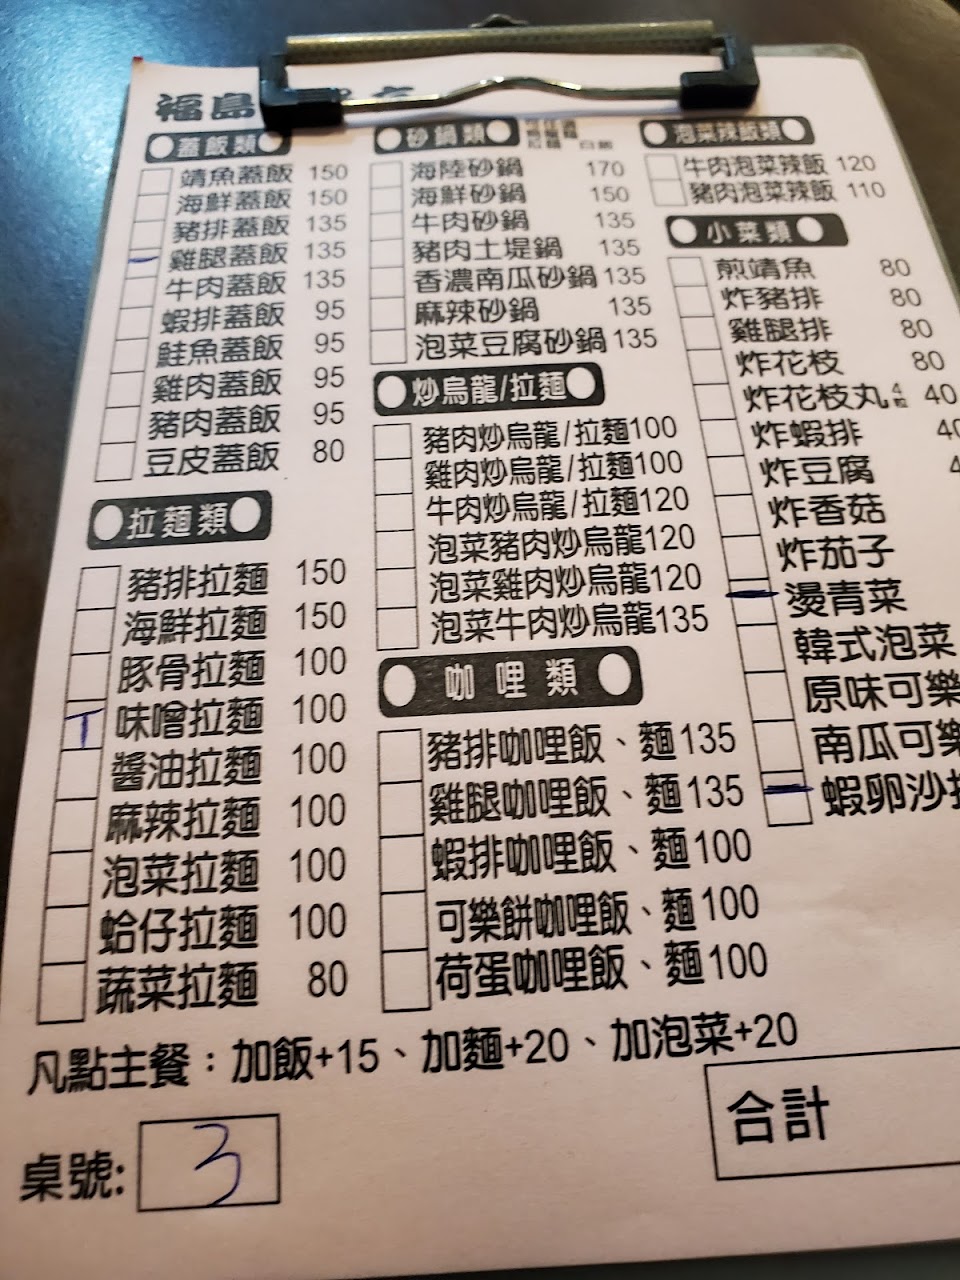 福島
蓋飯類
鯖魚蓋飯 150
海鮮蓋飯 150
豬排蓋飯 135
雞腿蓋飯 135
牛肉蓋飯 135
蝦排蓋飯 95
鮭魚蓋飯 95
雞肉蓋飯 95
豬肉蓋飯 95
豆皮蓋飯 80
拉麵類
豬排拉麵 150
海鮮拉麵 150
豚骨拉麵 100
味噌拉麵 100
醬油拉麵 100
麻辣拉麵 100
泡菜拉麵 100
蛤仔拉麵 100
蔬菜拉麵 80
砂鍋類
海陸砂鍋 170
海鮮砂鍋 150
牛肉砂鍋 135
豬肉土堤鍋 135
香濃南瓜砂鍋 135
麻辣砂鍋 135
泡菜豆腐砂鍋 135
炒烏龍/拉麵
豬肉炒烏龍/拉麵100
雞肉炒烏龍/拉麵100
牛肉炒烏龍/拉麵120
泡菜豬肉炒烏龍120
泡菜雞肉炒烏龍120
泡菜牛肉炒烏龍135
咖哩類
豬排咖哩飯、麵135
雞腿咖哩飯、麵135
蝦排咖哩飯、麵100
可樂餅咖哩飯、麵100
荷蛋咖哩飯、麵100
泡菜辣飯類
牛肉泡菜辣飯 120
豬肉泡菜辣飯 110
小菜類
煎鯖魚 80
炸豬排 80
雞腿排 80
炸花枝 80
炸花枝丸4粒 40
炸蝦排 40
炸豆腐 4
炸香菇
炸茄子
燙青菜
韓式泡菜
原味可樂
南瓜可樂
蝦卵沙拉
凡點主餐：加飯+15、加麵+20、加泡菜+20
桌號: 3
合計